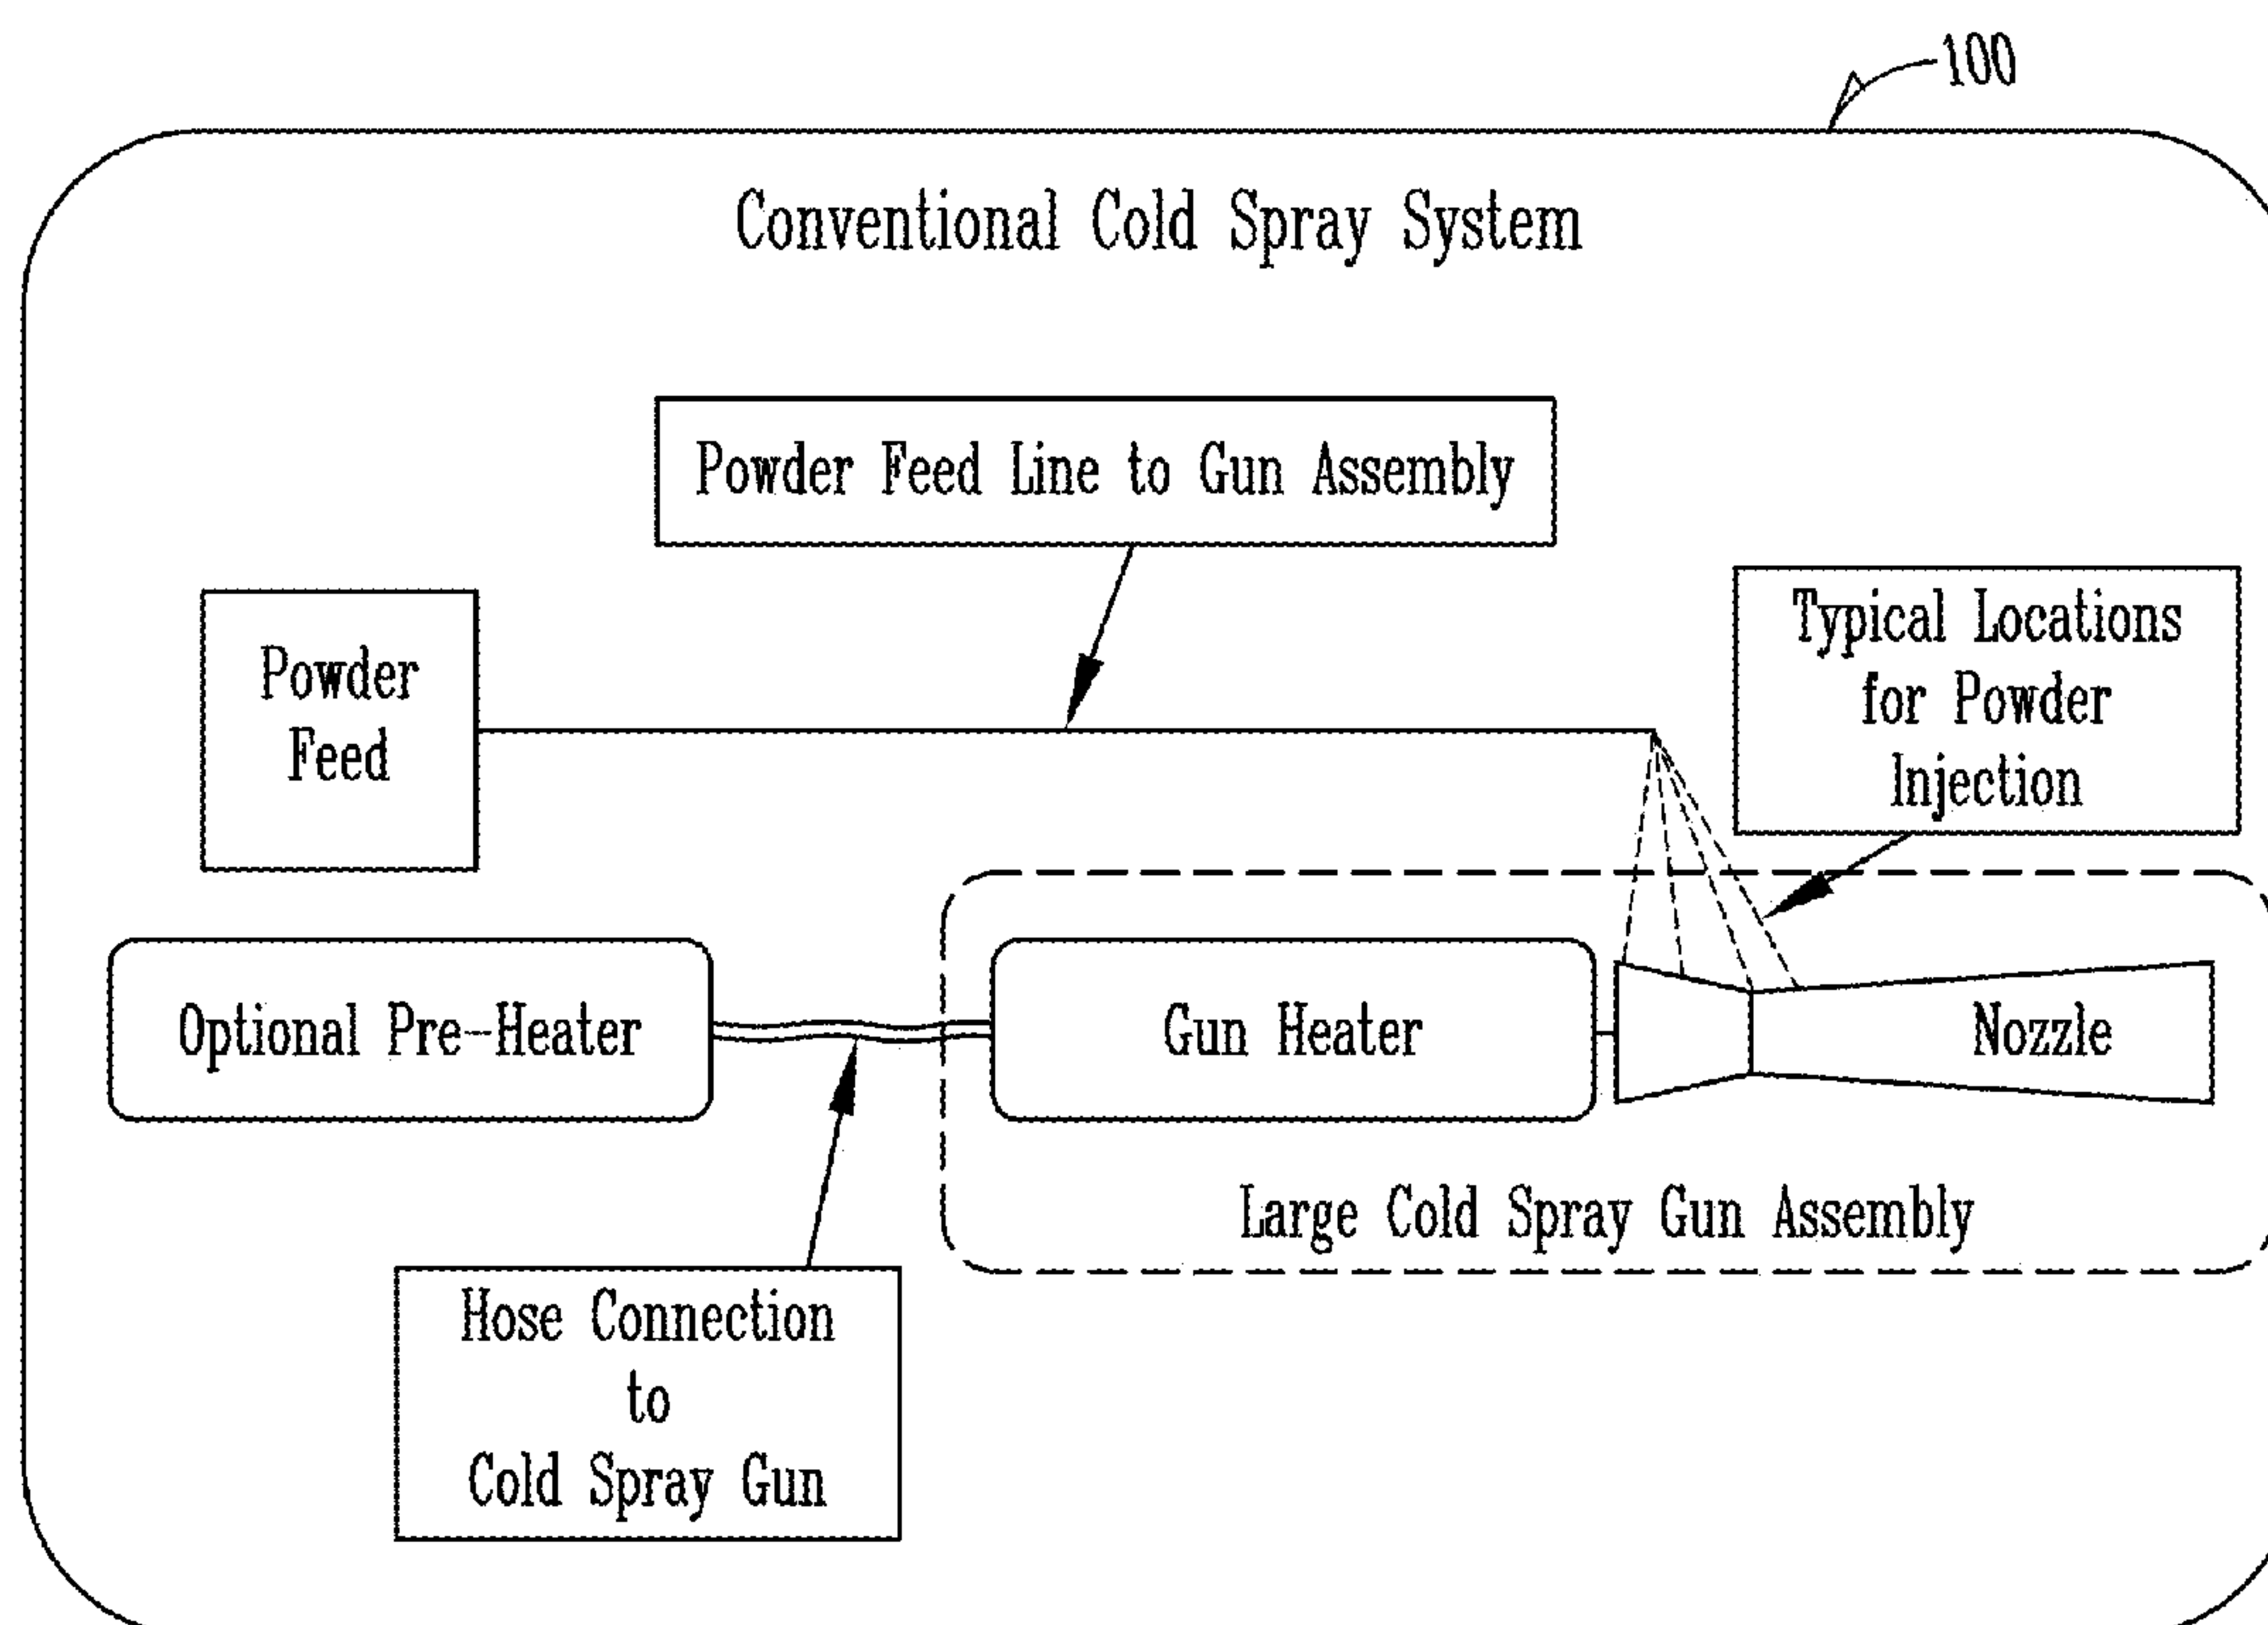 100
Conventional Cold Spray System
Powder Feed Line to Gun Assembly
Powder
Feed
Typical Locations
for Powder
Injection
Optional Pre-Heater
Gun Heater
Nozzle
Large Cold Spray Gun Assembly
Hose Connection
to
Cold Spray Gun